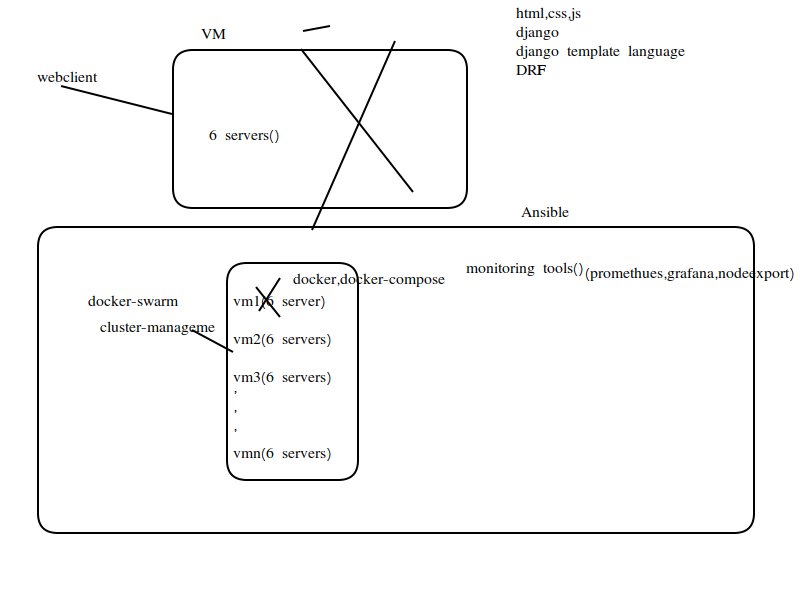 html,css,js
django
django template language
DRF
VM
webclient
6 servers()
Ansible
monitoring tools()
(promethues,grafana,nodeexport)
docker,docker-compose
docker-swarm
cluster-manageme
vm1(6 server)
vm2(6 servers)
vm3(6 servers)
,
,
,
vmn(6 servers)